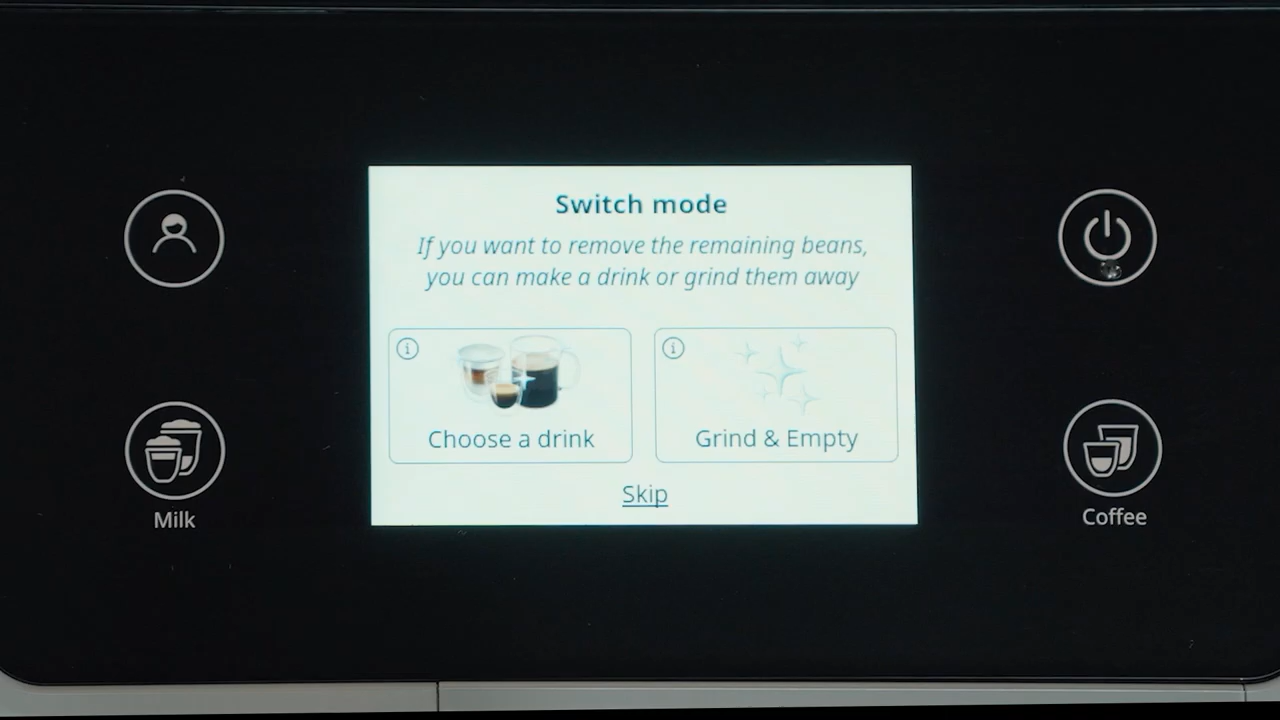 Switch mode
If you want to remove the remaining beans,
you can make a drink or grind them away
Choose a drink
Grind & Empty
Skip
Milk
Coffee